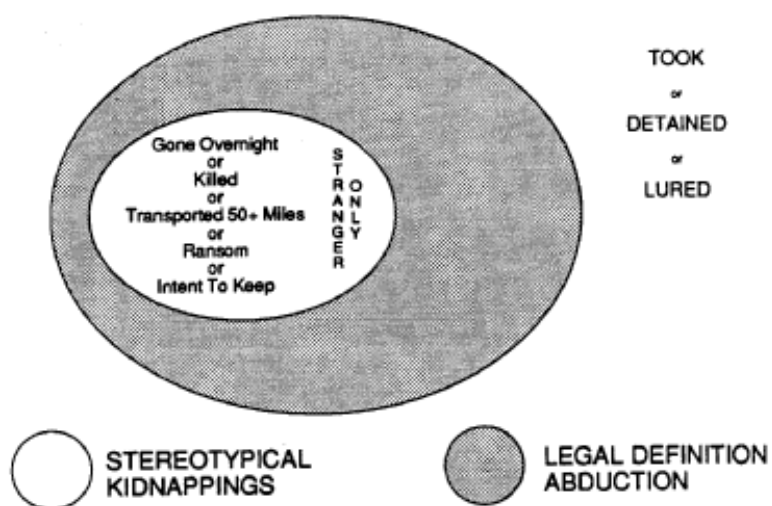 Gone Overnight
or
Killed
or
Transported 50+ Miles
or
Ransom
or
Intent To Keep
STRANGER
ONLY
TOOK
or
DETAINED
or
LURED
STEREOTYPICAL
KIDNAPPINGS
LEGAL DEFINITION
ABDUCTION